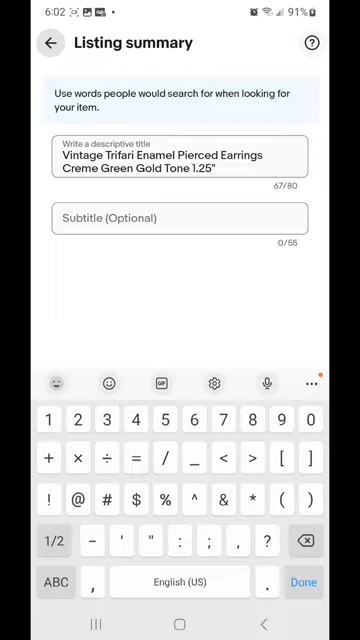 6:02 91%
Listing summary
Use words people would search for when looking for
your item.
Write a descriptive title
Vintage Trifari Enamel Pierced Earrings
Creme Green Gold Tone 1.25"
67/80
Subtitle (Optional)
0/55
GIF
1 2 3 4 5 6 7 8 9 0
+ × ÷ = / _ < > [ ]
! @ # $ % ^ & * ( )
1/2 - ' " : ; , ?
ABC , English (US) . Done